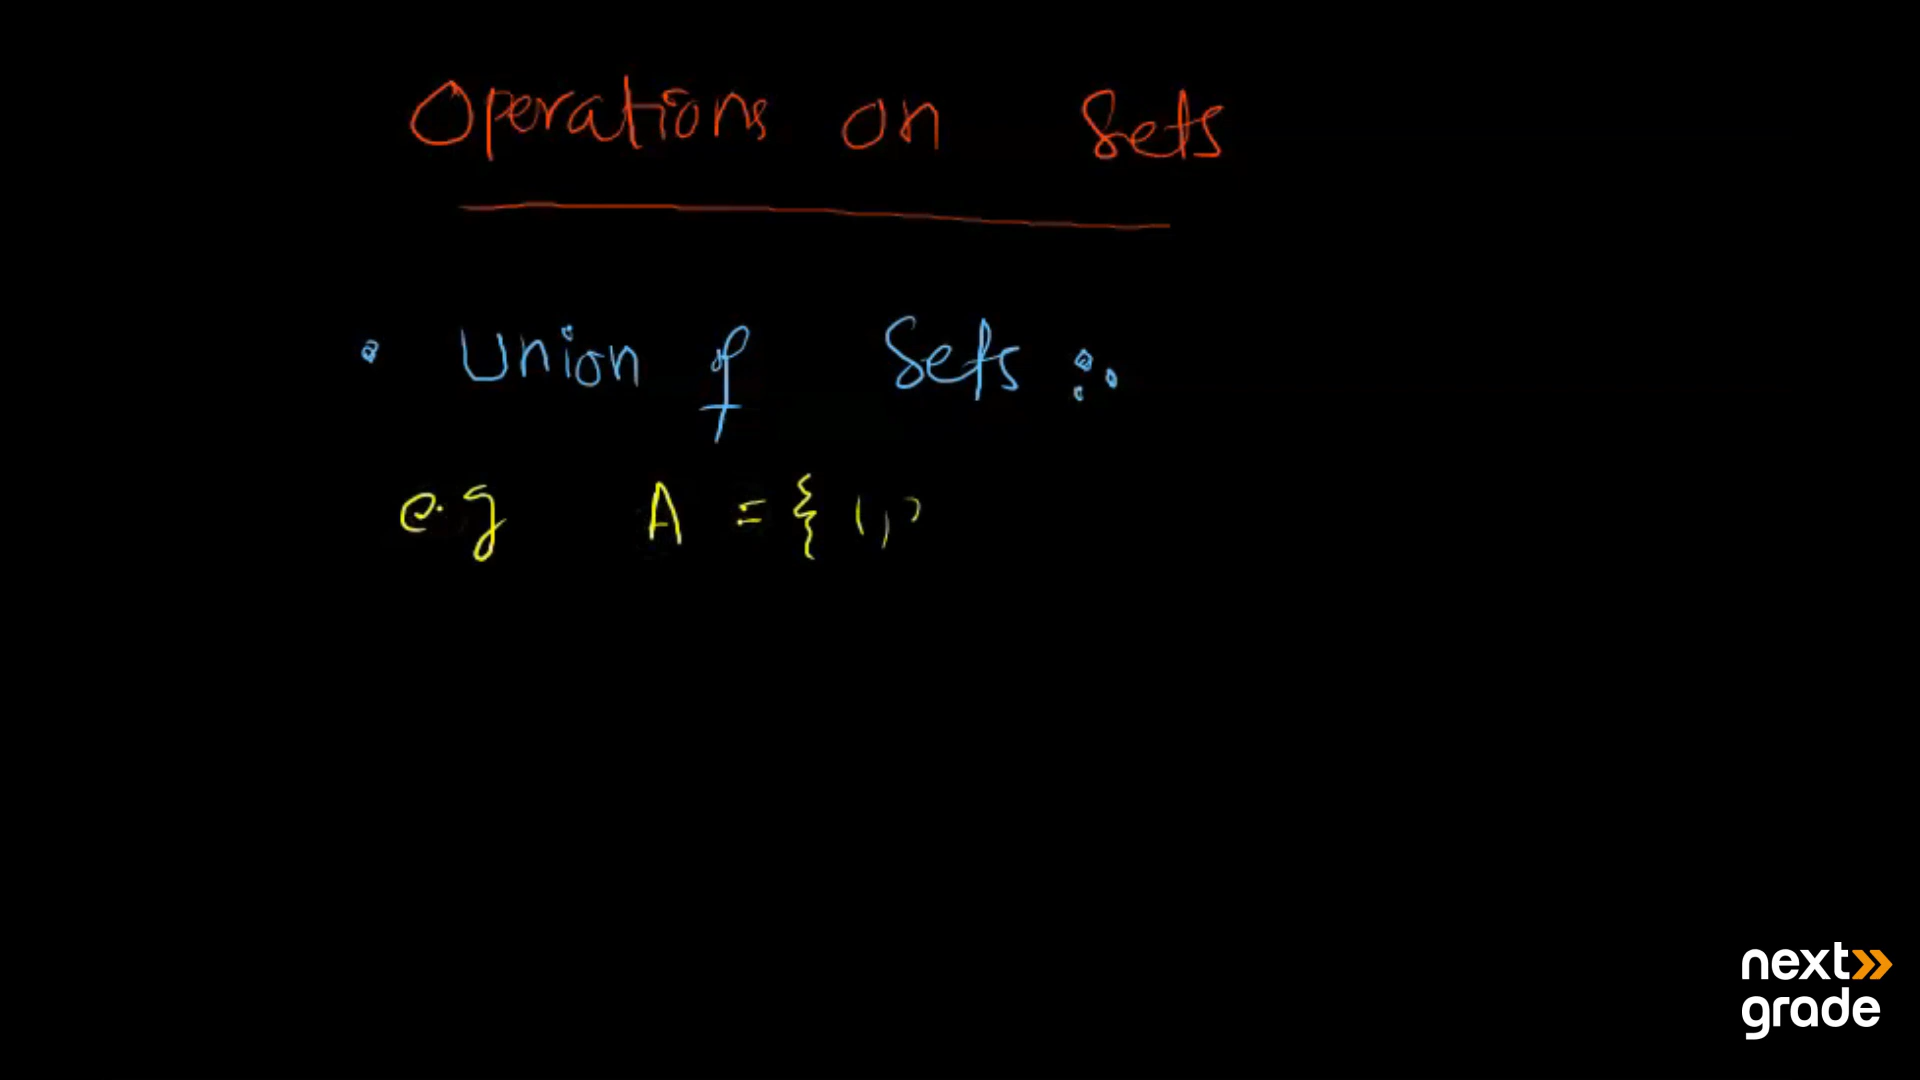 Operations on Sets
• Union of Sets :-
e.g A = { 1,
next
grade